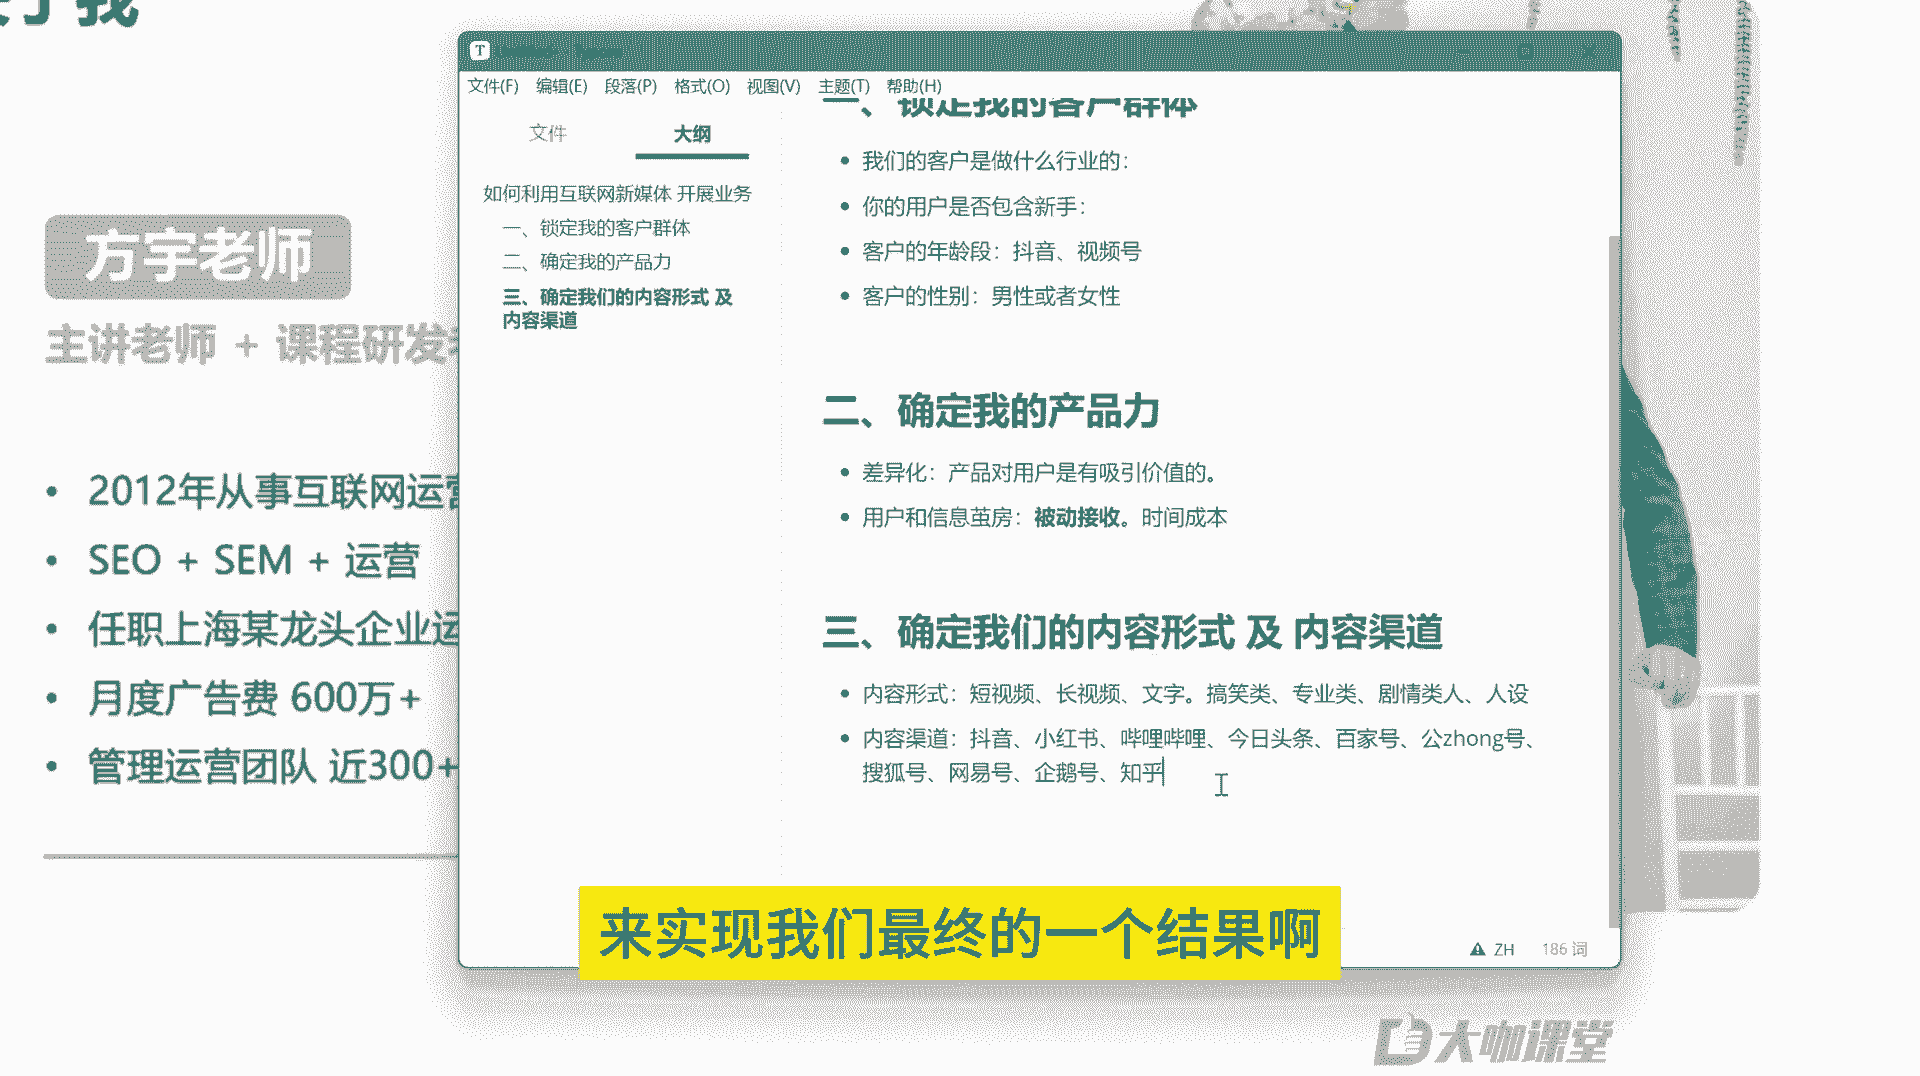 我
T
文件(F) 编辑(E) 段落(P) 格式(O) 视图(V) 主题(T) 帮助(H)
文件 大纲
如何利用互联网新媒体 开展业务
一、锁定我的客户群体
二、确定我的产品力
三、确定我们的内容形式 及
内容渠道
一、锁定我的客户群体
• 我们的客户是做什么行业的：
• 你的用户是否包含新手：
• 客户的年龄段：抖音、视频号
• 客户的性别：男性或者女性
二、确定我的产品力
• 差异化：产品对用户是有吸引价值的。
• 用户和信息茧房：被动接收。时间成本
三、确定我们的内容形式 及 内容渠道
• 内容形式：短视频、长视频、文字。搞笑类、专业类、剧情类人、人设
• 内容渠道：抖音、小红书、哔哩哔哩、今日头条、百家号、公zhong号、
搜狐号、网易号、企鹅号、知乎
ZH 186 词
方宇老师
主讲老师 + 课程研发
• 2012年从事互联网运营
• SEO + SEM + 运营
• 任职上海某龙头企业运
• 月度广告费 600万+
• 管理运营团队 近300+
来实现我们最终的一个结果啊
大咖课堂